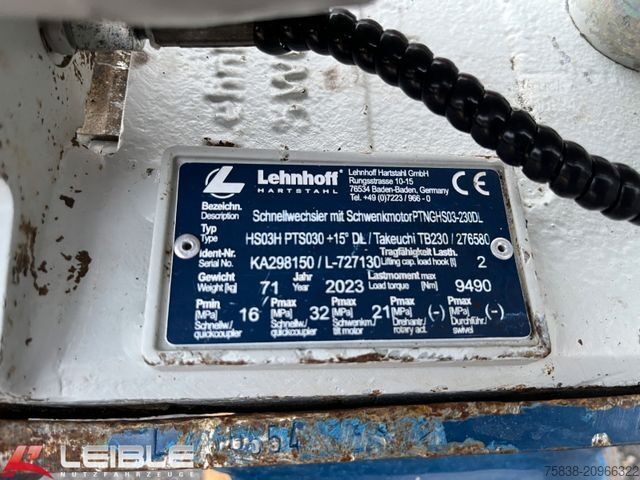 Lehnhoff®
HARTSTAHL
Lehnhoff Hartstahl GmbH
Rungsstrasse 10-15
76534 Baden-Baden, Germany
Tel. +49 (0)7223 / 966 - 0
CE
Bezeichn.
Description
Schnellwechsler mit Schwenkmotor PTNGHS03-230DL
Typ
Type
HS03H PTS030 +15° DL / Takeuchi TB230 / 276580
Ident-Nr.
Serial No.
KA298150 / L-727130
Tragfähigkeit Lasth.
Lifting cap. load hook [t]
2
Gewicht
Weight [kg]
71
Jahr
Year
2023
Lastmoment max
Load torque [Nm]
9490
Pmin
[MPa]
Schnellw./
quickcoupler
16
Pmax
[MPa]
Schnellw./
quickcoupler
32
Pmax
[MPa]
Schwenkm./
tilt motor
21
Pmax
[MPa]
Drehantr./
rotary act.
(-)
Pmax
[MPa]
Durchführ./
swivel
(-)
LEIBLE
NUTZFAHRZEUGE
75838-20966322